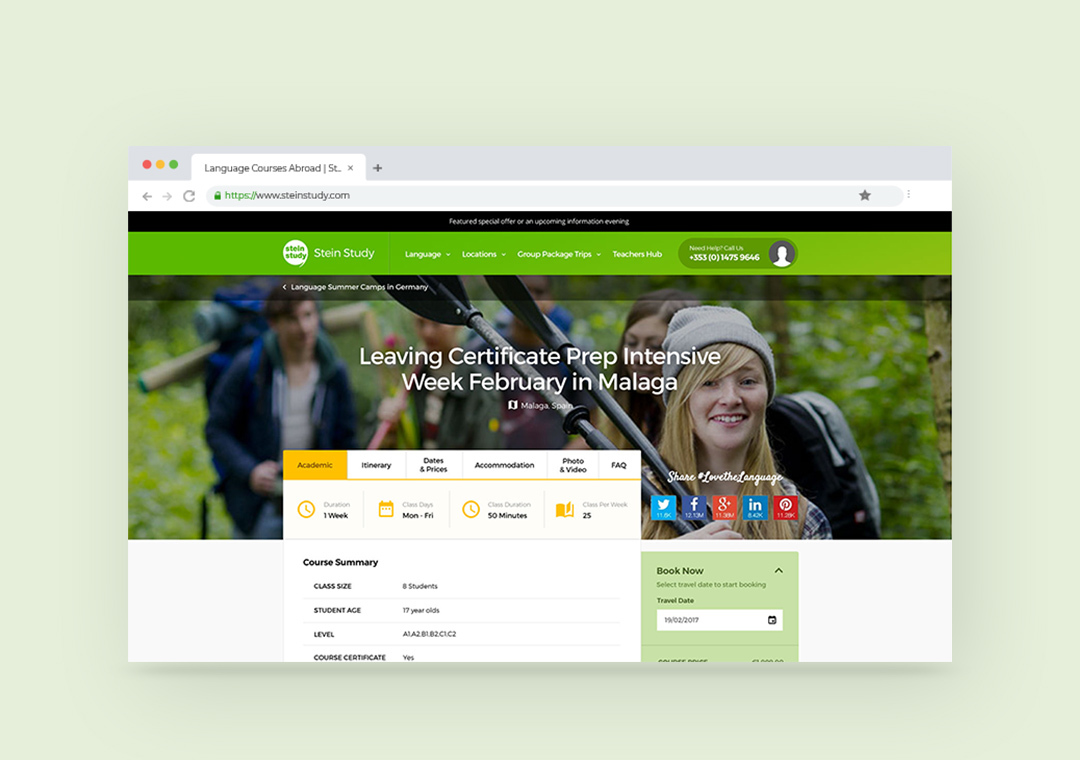 Language Courses Abroad | St..
https://www.steinstudy.com
Featured special offer or an upcoming information evening
stein
study
Stein Study
Language
Locations
Group Package Trips
Teachers Hub
Need Help? Call Us
+353 (0) 1475 9646
Language Summer Camps in Germany
Leaving Certificate Prep Intensive
Week February in Malaga
Malaga, Spain
Share #LovetheLanguage
11.6K
12.13M
11.38M
8.42K
11.28K
Academic
Itinerary
Dates
& Prices
Accommodation
Photo
& Video
FAQ
Duration
1 Week
Class Days
Mon - Fri
Class Duration
50 Minutes
Class Per Week
25
Course Summary
CLASS SIZE 8 Students
STUDENT AGE 17 year olds
LEVEL A1.A2.B1.B2.C1.C2
COURSE CERTIFICATE Yes
Book Now
Select travel date to start booking
Travel Date
19/02/2017
COURSE PRICE